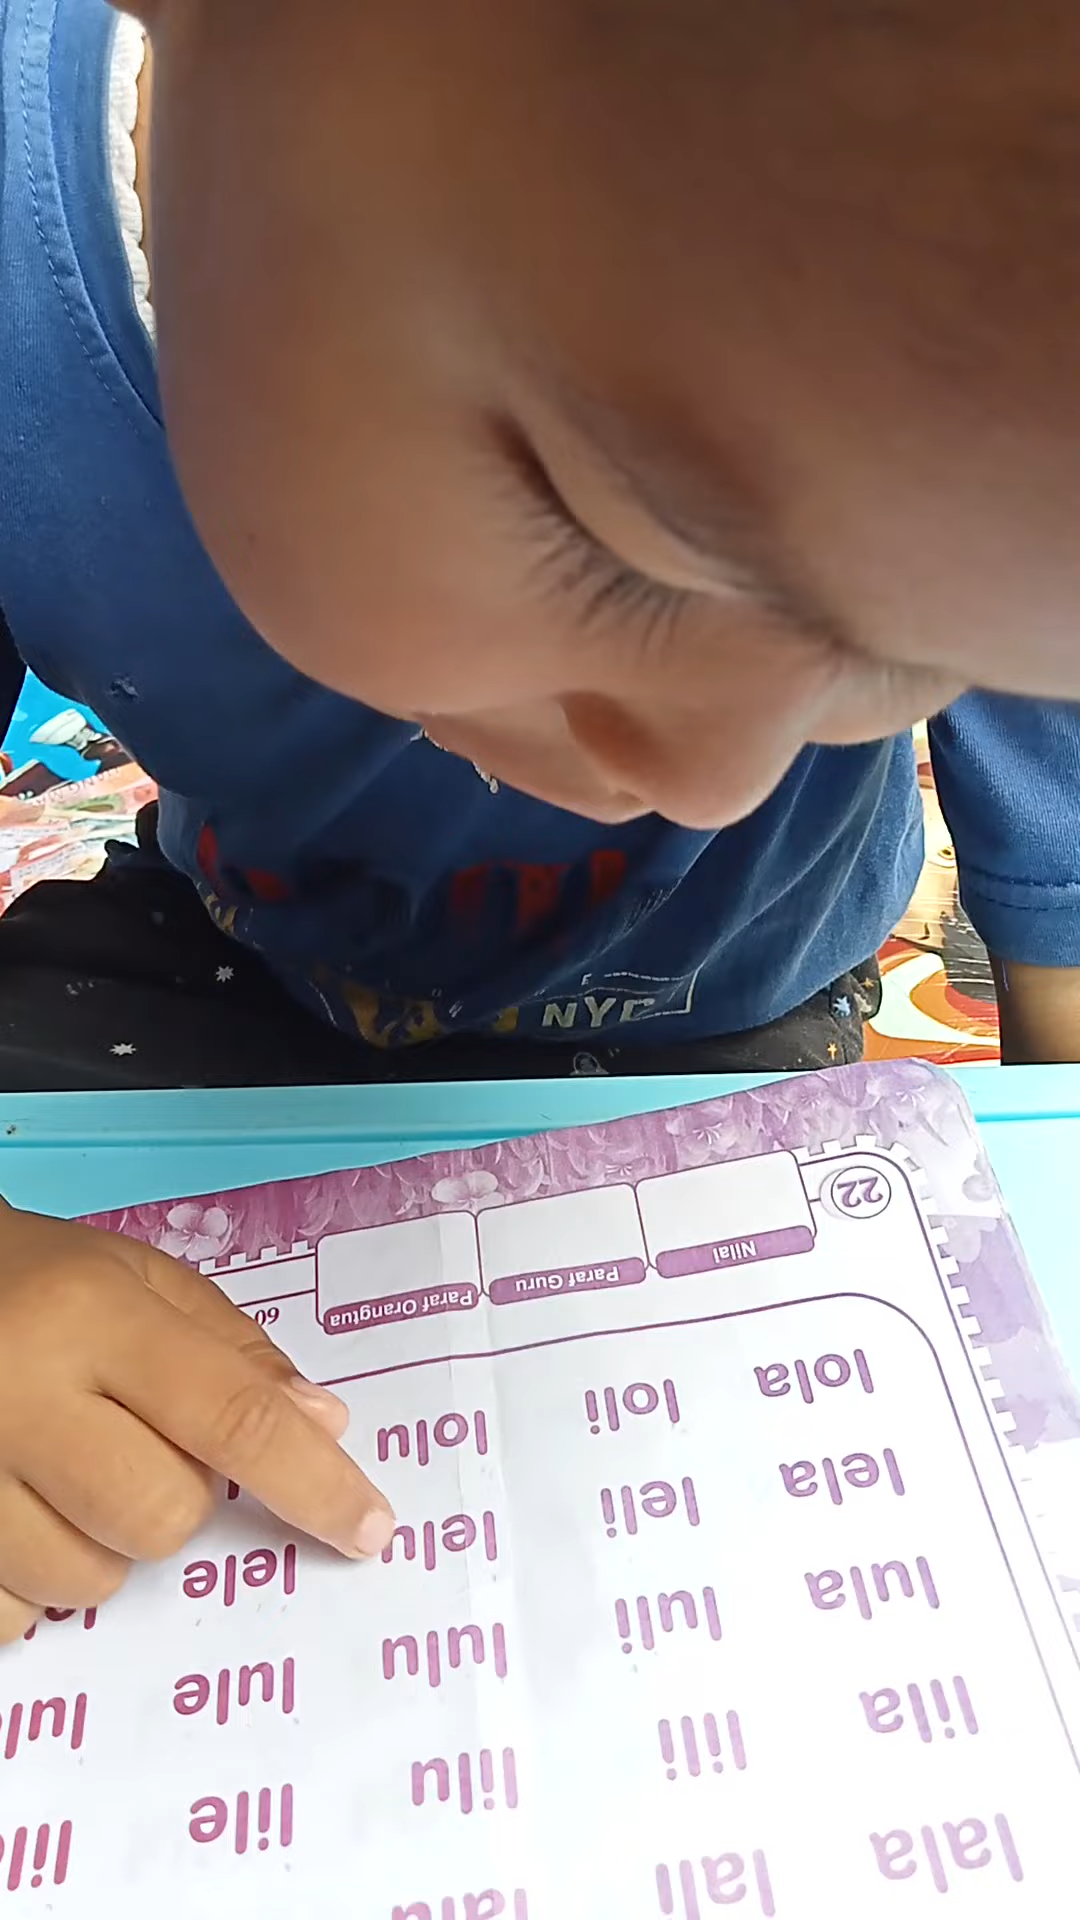 NYC
lala lali lalu
lila lili lilu lile
lula luli lulu lule
lela leli lelu lele
lola loli lolu
Nilai Paraf Guru Paraf Orangtua
22